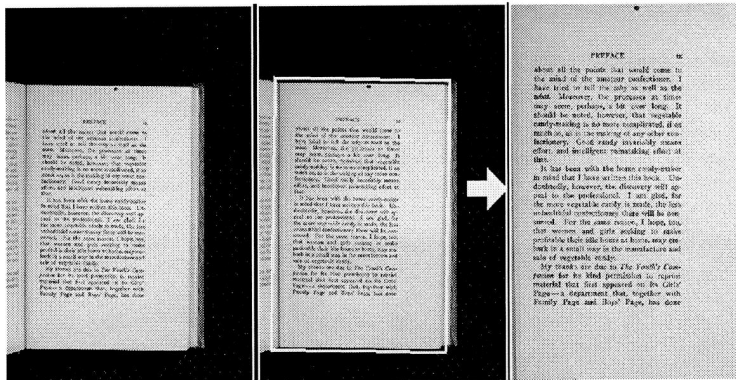 PREFACE ix
about all the points that would come to
the mind of the amateur confectioner. I
have tried to tell the why as well as the
what. Moreover, the processes at times
may seem, perhaps, a bit over long. It
should be noted, however, that vegetable
candy-making is no more complicated, if as
much so, as is the making of any other con-
fectionery. Good candy invariably means
effort, and intelligent painstaking effort at
that.
It has been with the home candy-maker
in mind that I have written this book. Un-
doubtedly, however, the discovery will ap-
peal to the professional. I am glad, for
the more vegetable candy is made, the less
unhealthful confectionery there will be con-
sumed. For the same reason, I hope, too,
that women and girls seeking to make
profitable their idle hours at home, may em-
bark in a small way in the manufacture and
sale of vegetable candy.
My thanks are due to The Youth's Com-
panion for its kind permission to reprint
material that first appeared on its Girls'
Page—a department that, together with
Family Page and Boys' Page, has done